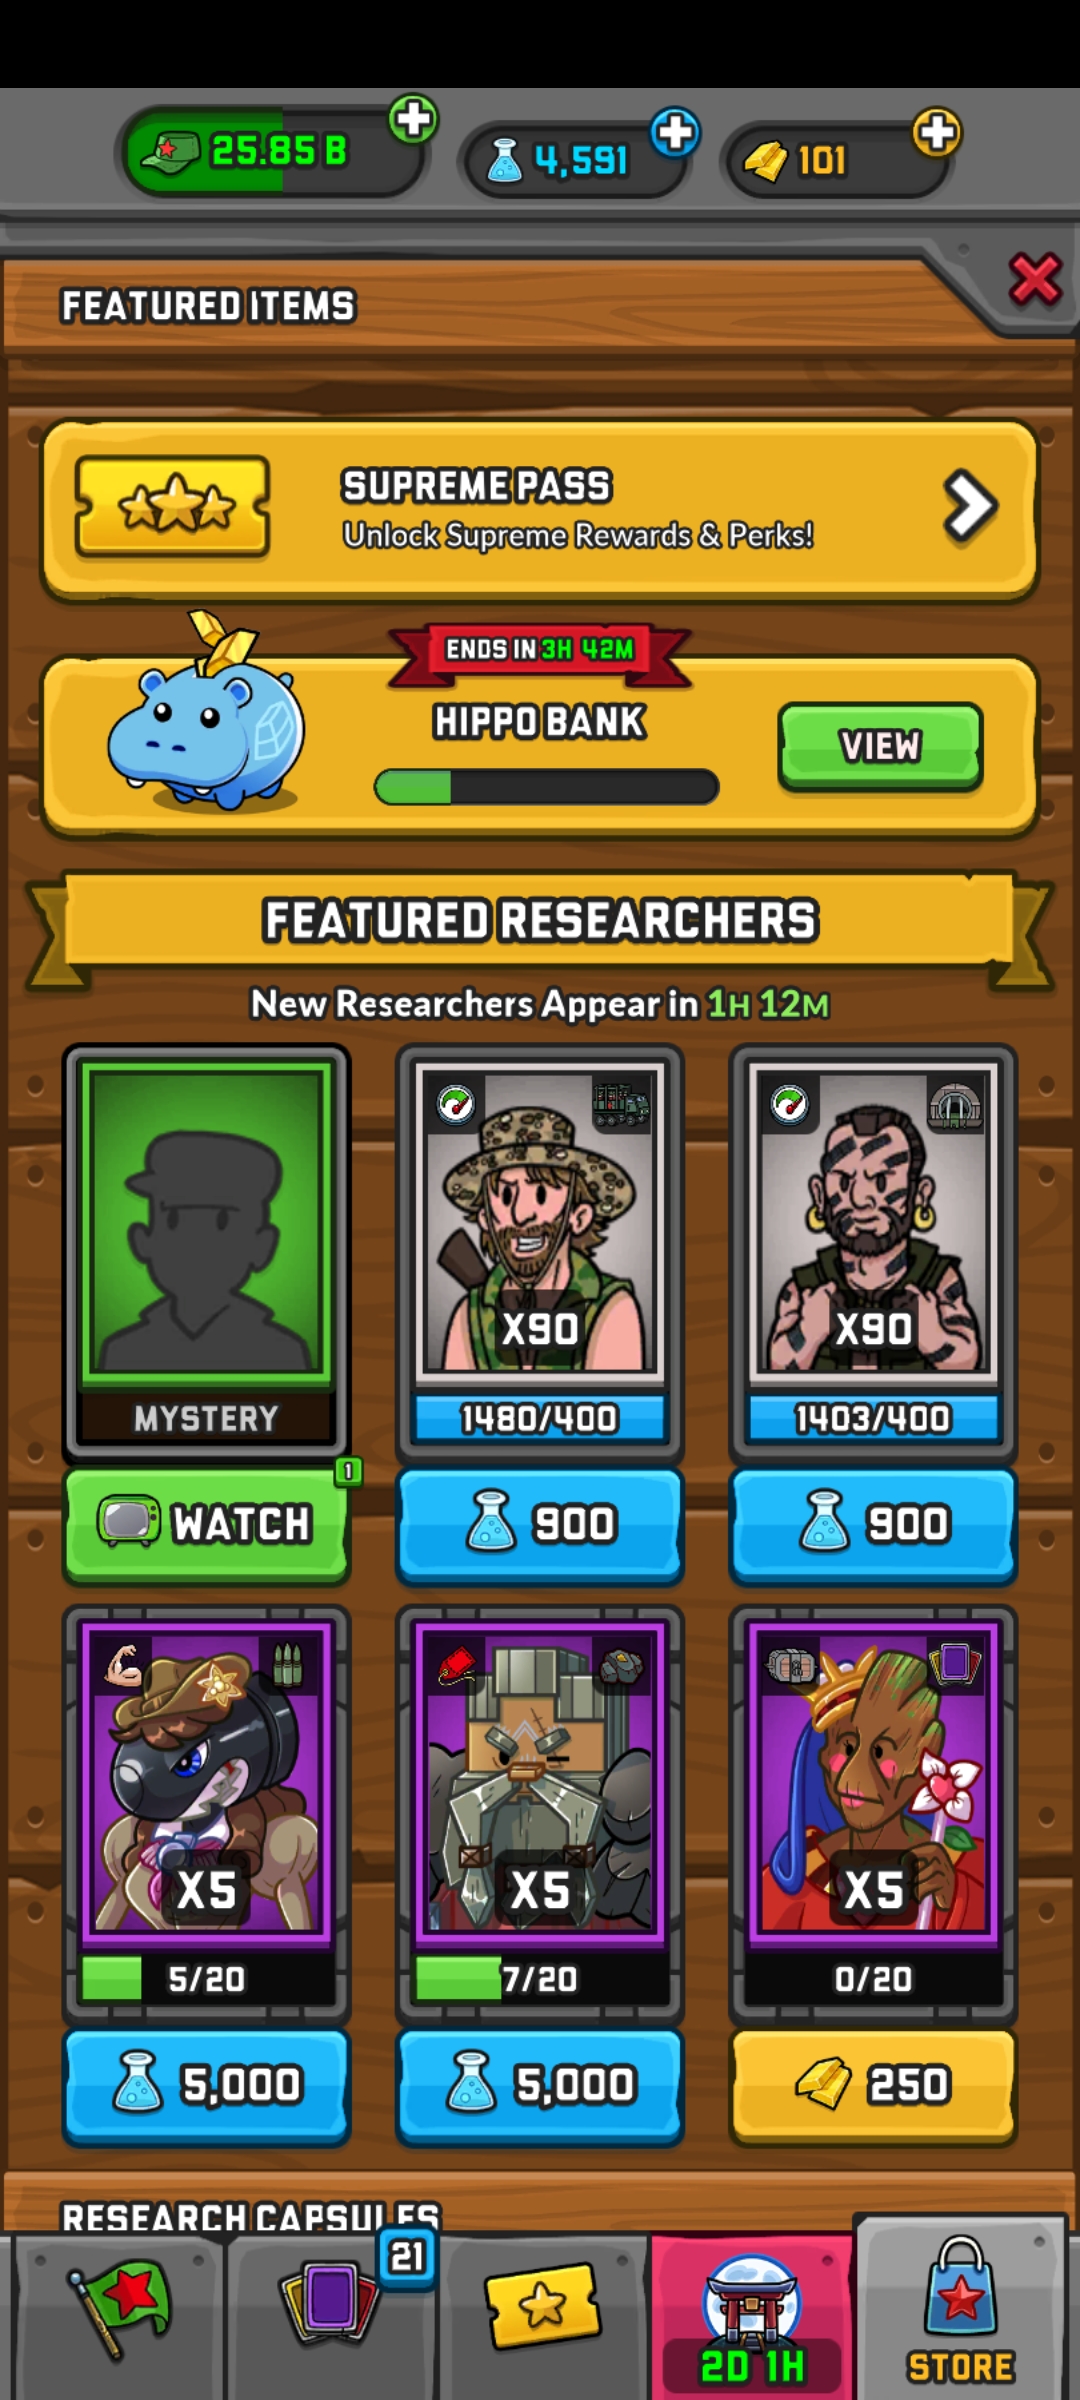 25.85 B
4,591
101
FEATURED ITEMS
SUPREME PASS
Unlock Supreme Rewards & Perks!
ENDS IN 3H 42M
HIPPO BANK
VIEW
FEATURED RESEARCHERS
New Researchers Appear in 1H 12M
X90
X90
MYSTERY
1480/400
1403/400
1
WATCH
900
900
X5
X5
X5
5/20
7/20
0/20
5,000
5,000
250
RESEARCH CAPSULES
21
2D 1H
STORE